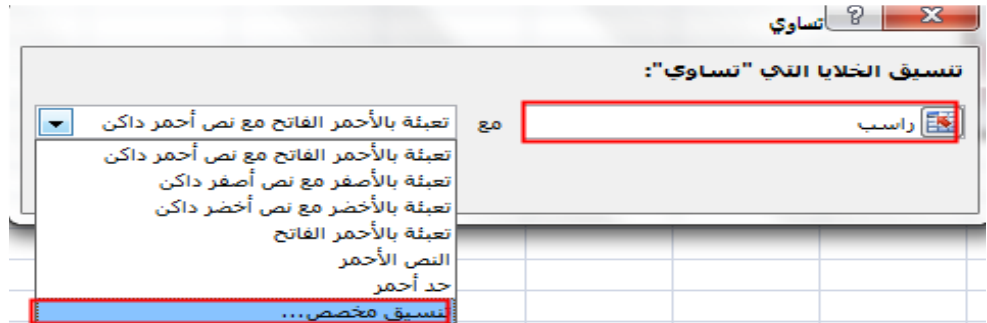 تساوي
تنسيق الخلايا التي "تساوي":
راسب مع تعبئة بالأحمر الفاتح مع نص أحمر داكن
تعبئة بالأحمر الفاتح مع نص أحمر داكن
تعبئة بالأصفر مع نص أصفر داكن
تعبئة بالأخضر مع نص أخضر داكن
تعبئة بالأحمر الفاتح
النص الأحمر
حد أحمر
تنسيق مخصص...